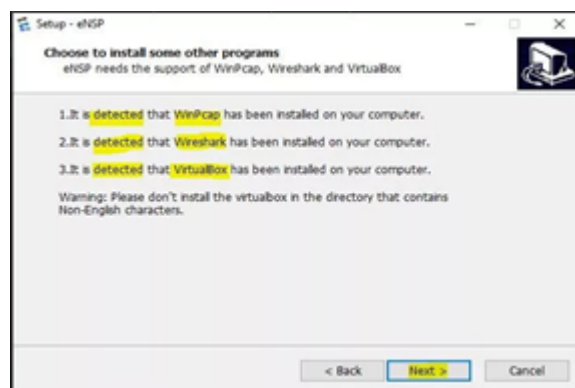 Setup - eNSP
Choose to install some other programs
eNSP needs the support of WinPcap, Wireshark and VirtualBox
1.It is detected that WinPcap has been installed on your computer.
2.It is detected that Wireshark has been installed on your computer.
3.It is detected that VirtualBox has been installed on your computer.
Warning: Please don't install the virtualbox in the directory that contains
Non-English characters.
< Back Next > Cancel